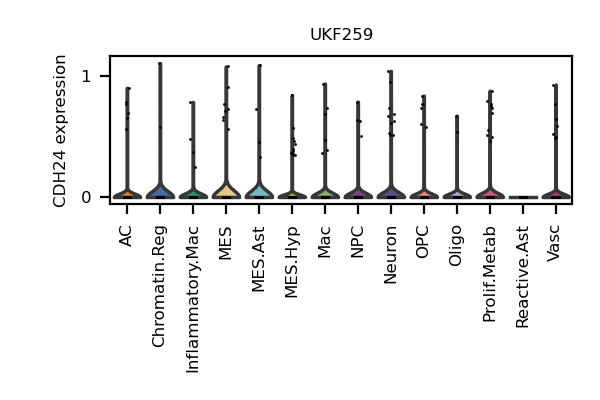 UKF259
CDH24 expression
1
0
AC
Chromatin.Reg
Inflammatory.Mac
MES
MES.Ast
MES.Hyp
Mac
NPC
Neuron
OPC
Oligo
Prolif.Metab
Reactive.Ast
Vasc